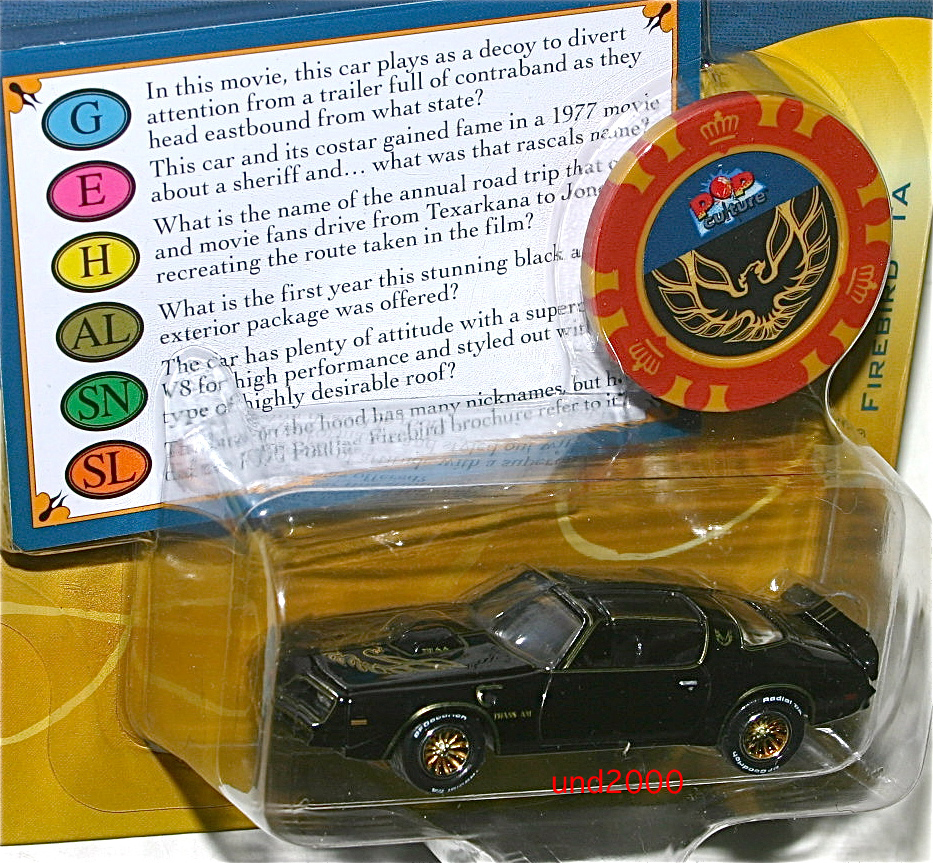 G
In this movie, this car plays as a decoy to divert
attention from a trailer full of contraband as they
head eastbound from what state?
E
This car and its costar gained fame in a 1977 movie
about a sheriff and... what was that rascals name?
H
What is the name of the annual road trip that
and movie fans drive from Texarkana to
recreating the route taken in the film?
AL
What is the first year this stunning black
exterior package was offered?
SN
The car has plenty of attitude with a
V8 for high performance and styled out
type of highly desirable roof?
SL
on the hood has many nicknames, but
Pontiac Firebird brochure refer to
POP
culture
FIREBIRD T/A
TRANS AM
BFGoodrich
Radial
BFGoodrich
und2000